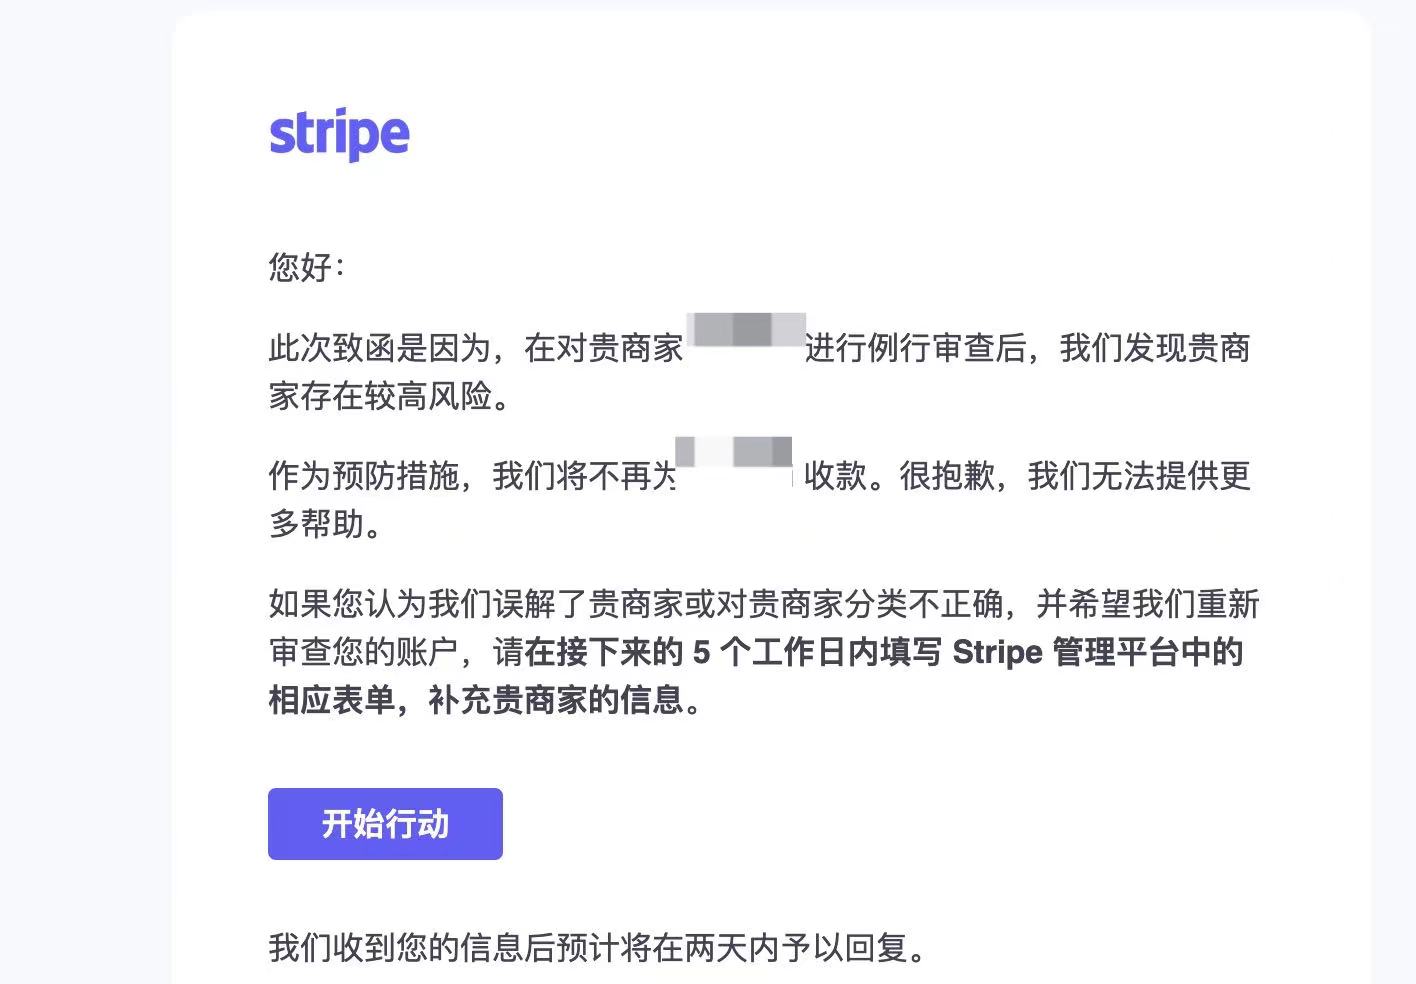 stripe
您好：
此次致函是因为，在对贵商家进行例行审查后，我们发现贵商
家存在较高风险。
作为预防措施，我们将不再为 收款。很抱歉，我们无法提供更
多帮助。
如果您认为我们误解了贵商家或对贵商家分类不正确，并希望我们重新
审查您的账户，请在接下来的 5 个工作日内填写 Stripe 管理平台中的
相应表单，补充贵商家的信息。
开始行动
我们收到您的信息后预计将在两天内予以回复。